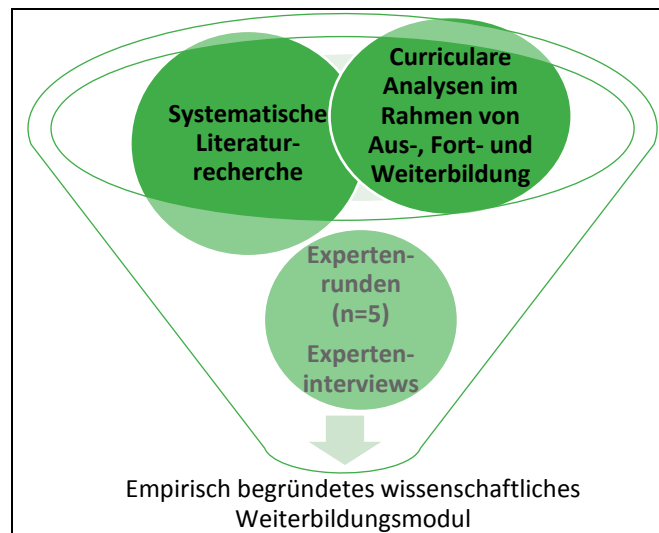 Systematische
Literatur-
recherche
Curriculare
Analysen im
Rahmen von
Aus-, Fort- und
Weiterbildung
Experten-
runden
(n=5)
Experten-
interviews
Empirisch begründetes wissenschaftliches
Weiterbildungsmodul